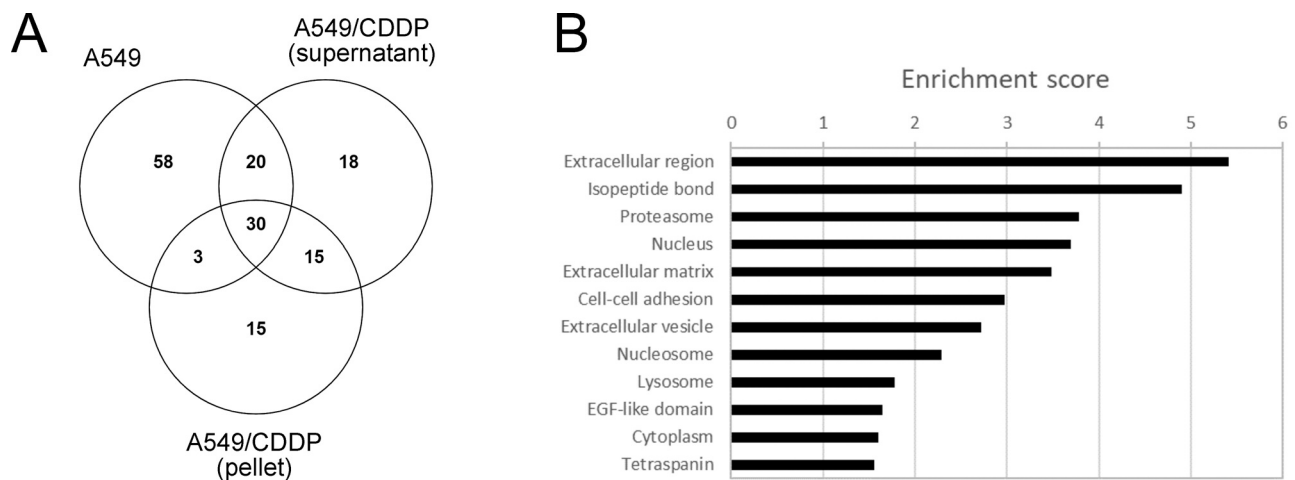 A
A549
A549/CDDP
(supernatant)
58
20
18
30
3
15
15
A549/CDDP
(pellet)
B
Enrichment score
0 1 2 3 4 5 6
Extracellular region
Isopeptide bond
Proteasome
Nucleus
Extracellular matrix
Cell-cell adhesion
Extracellular vesicle
Nucleosome
Lysosome
EGF-like domain
Cytoplasm
Tetraspanin